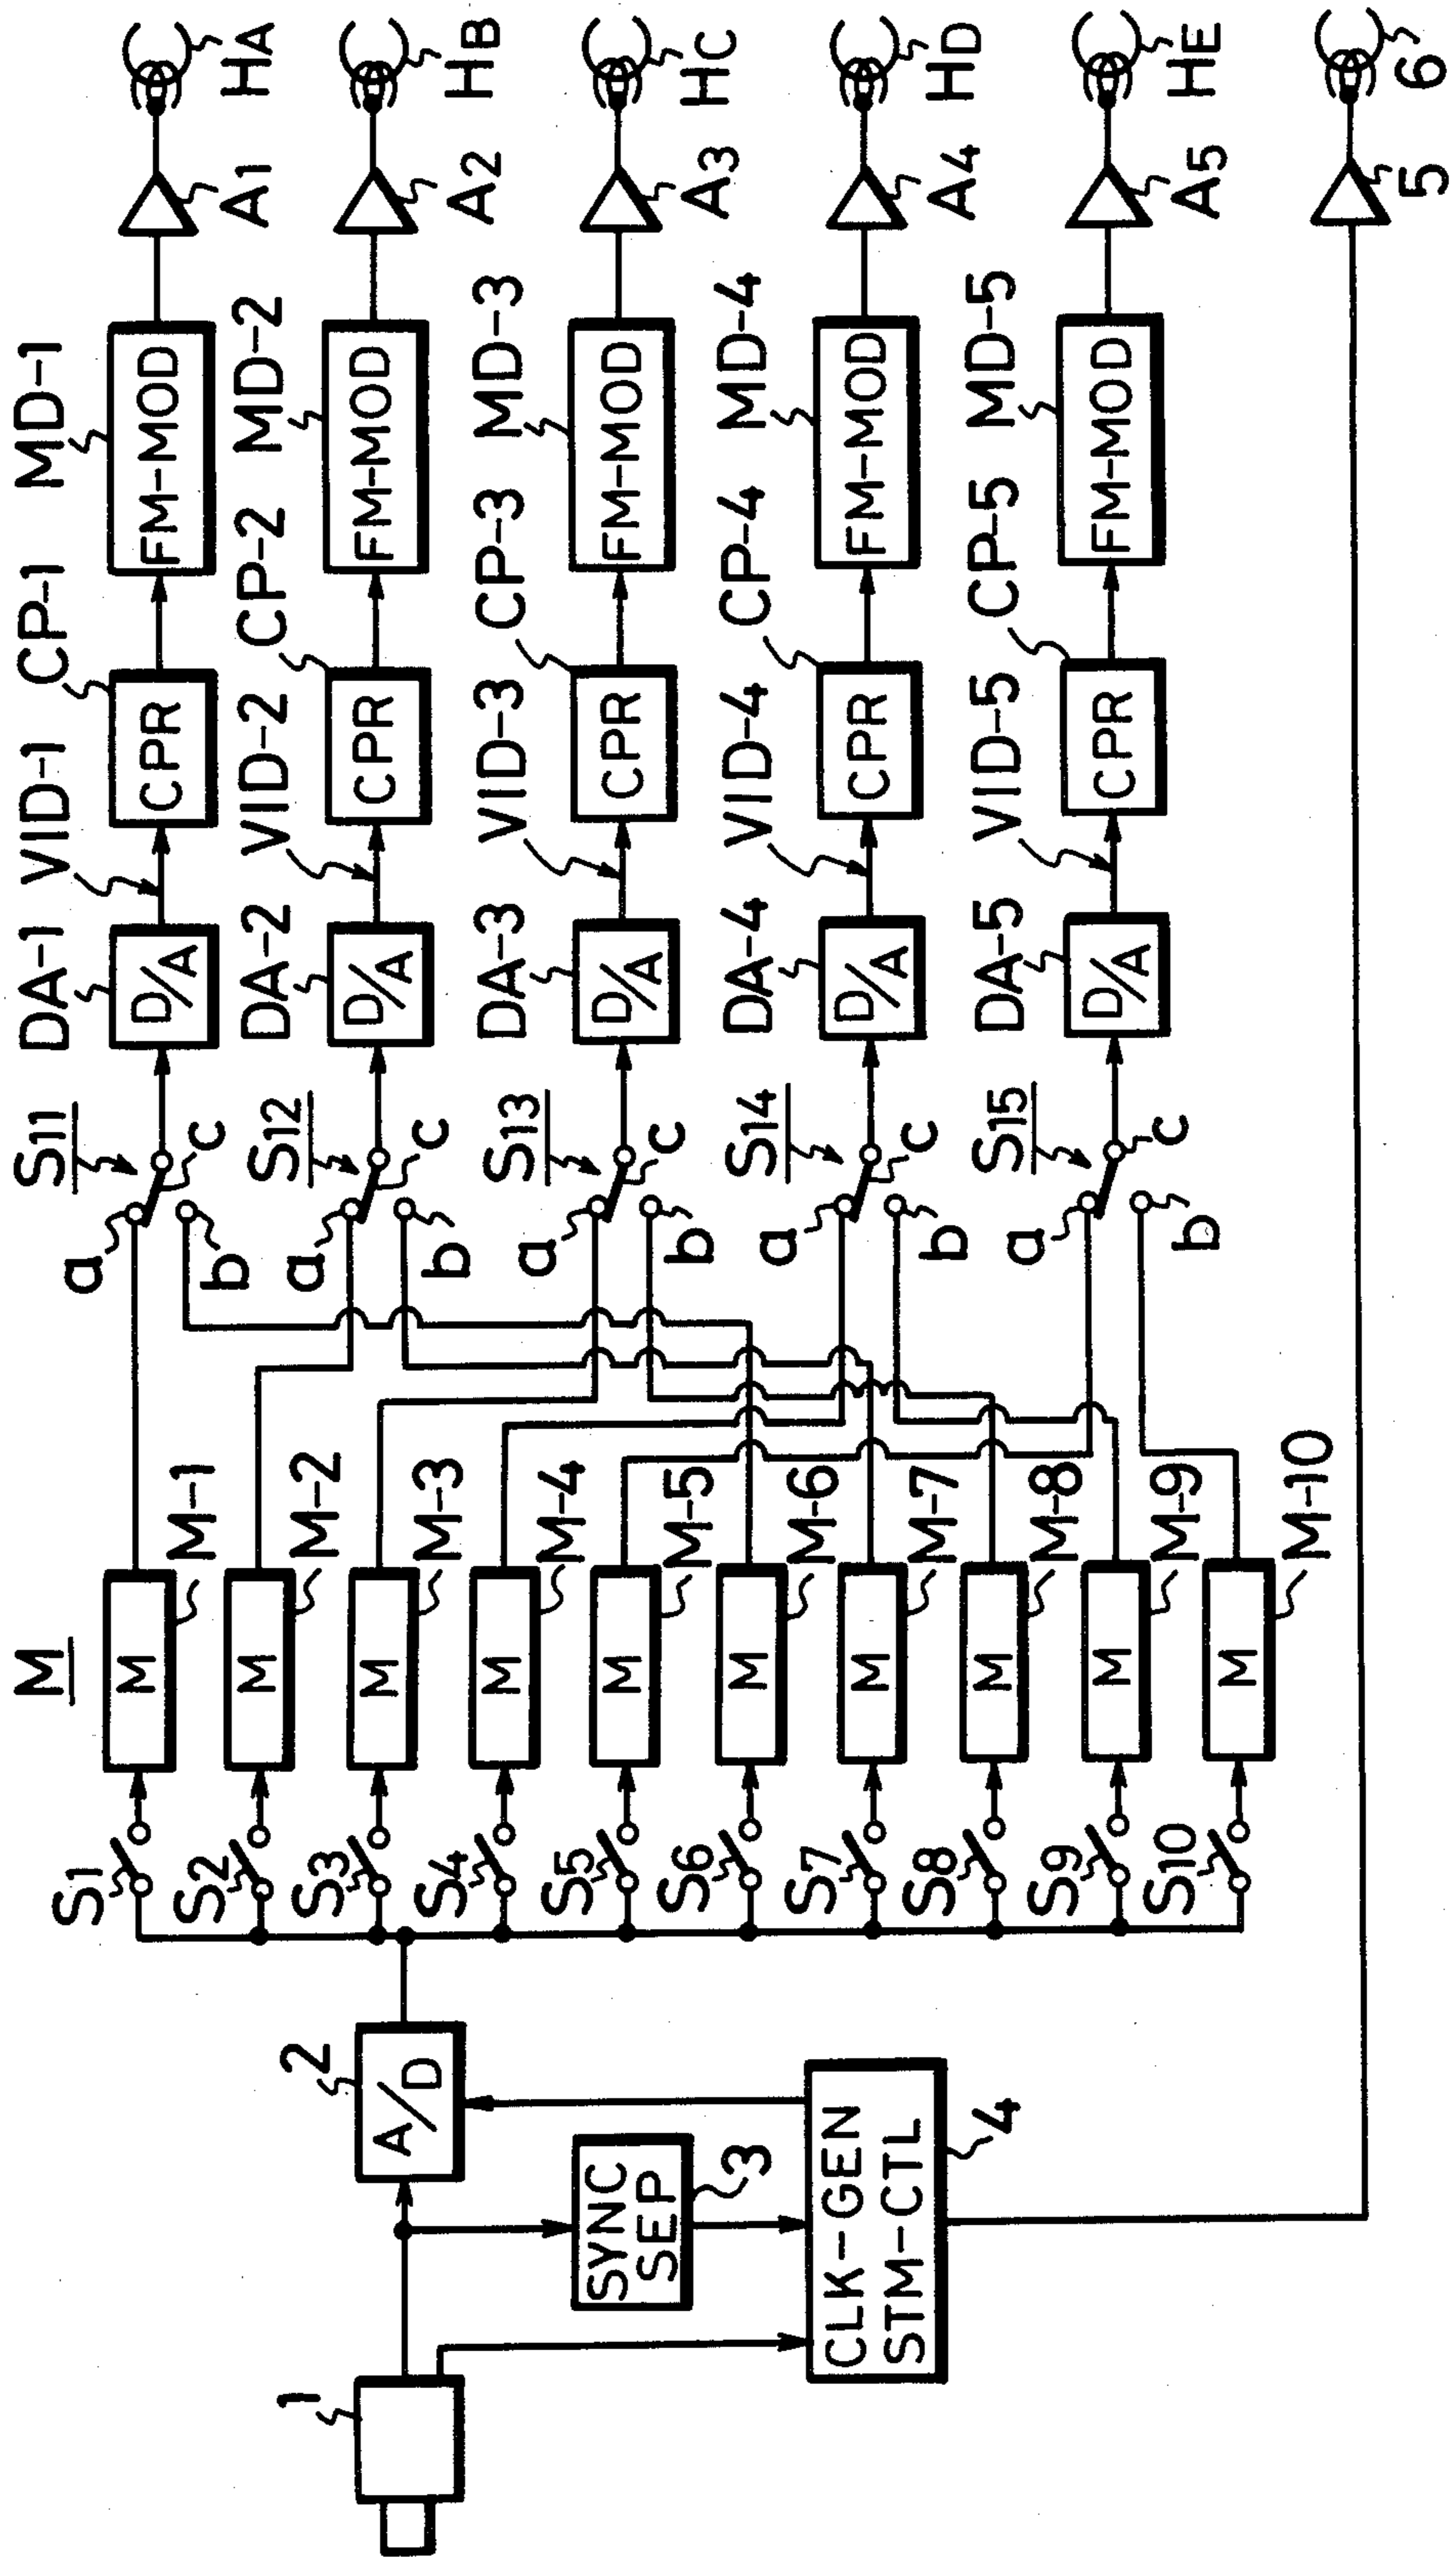 1
2
A/D
3
SYNC
SEP
4
CLK-GEN
STM-CTL
S1
S2
S3
S4
S5
S6
S7
S8
S9
S10
M
M
M-1
M
M-2
M
M-3
M
M-4
M
M-5
M
M-6
M
M-7
M
M-8
M
M-9
M
M-10
S11
a
b
c
DA-1
D/A
VID-1
CP-1
CPR
MD-1
FM-MOD
A1
HA
S12
a
b
c
DA-2
D/A
VID-2
CP-2
CPR
MD-2
FM-MOD
A2
HB
S13
a
b
c
DA-3
D/A
VID-3
CP-3
CPR
MD-3
FM-MOD
A3
HC
S14
a
b
c
DA-4
D/A
VID-4
CP-4
CPR
MD-4
FM-MOD
A4
HD
S15
a
b
c
DA-5
D/A
VID-5
CP-5
CPR
MD-5
FM-MOD
A5
HE
5
6